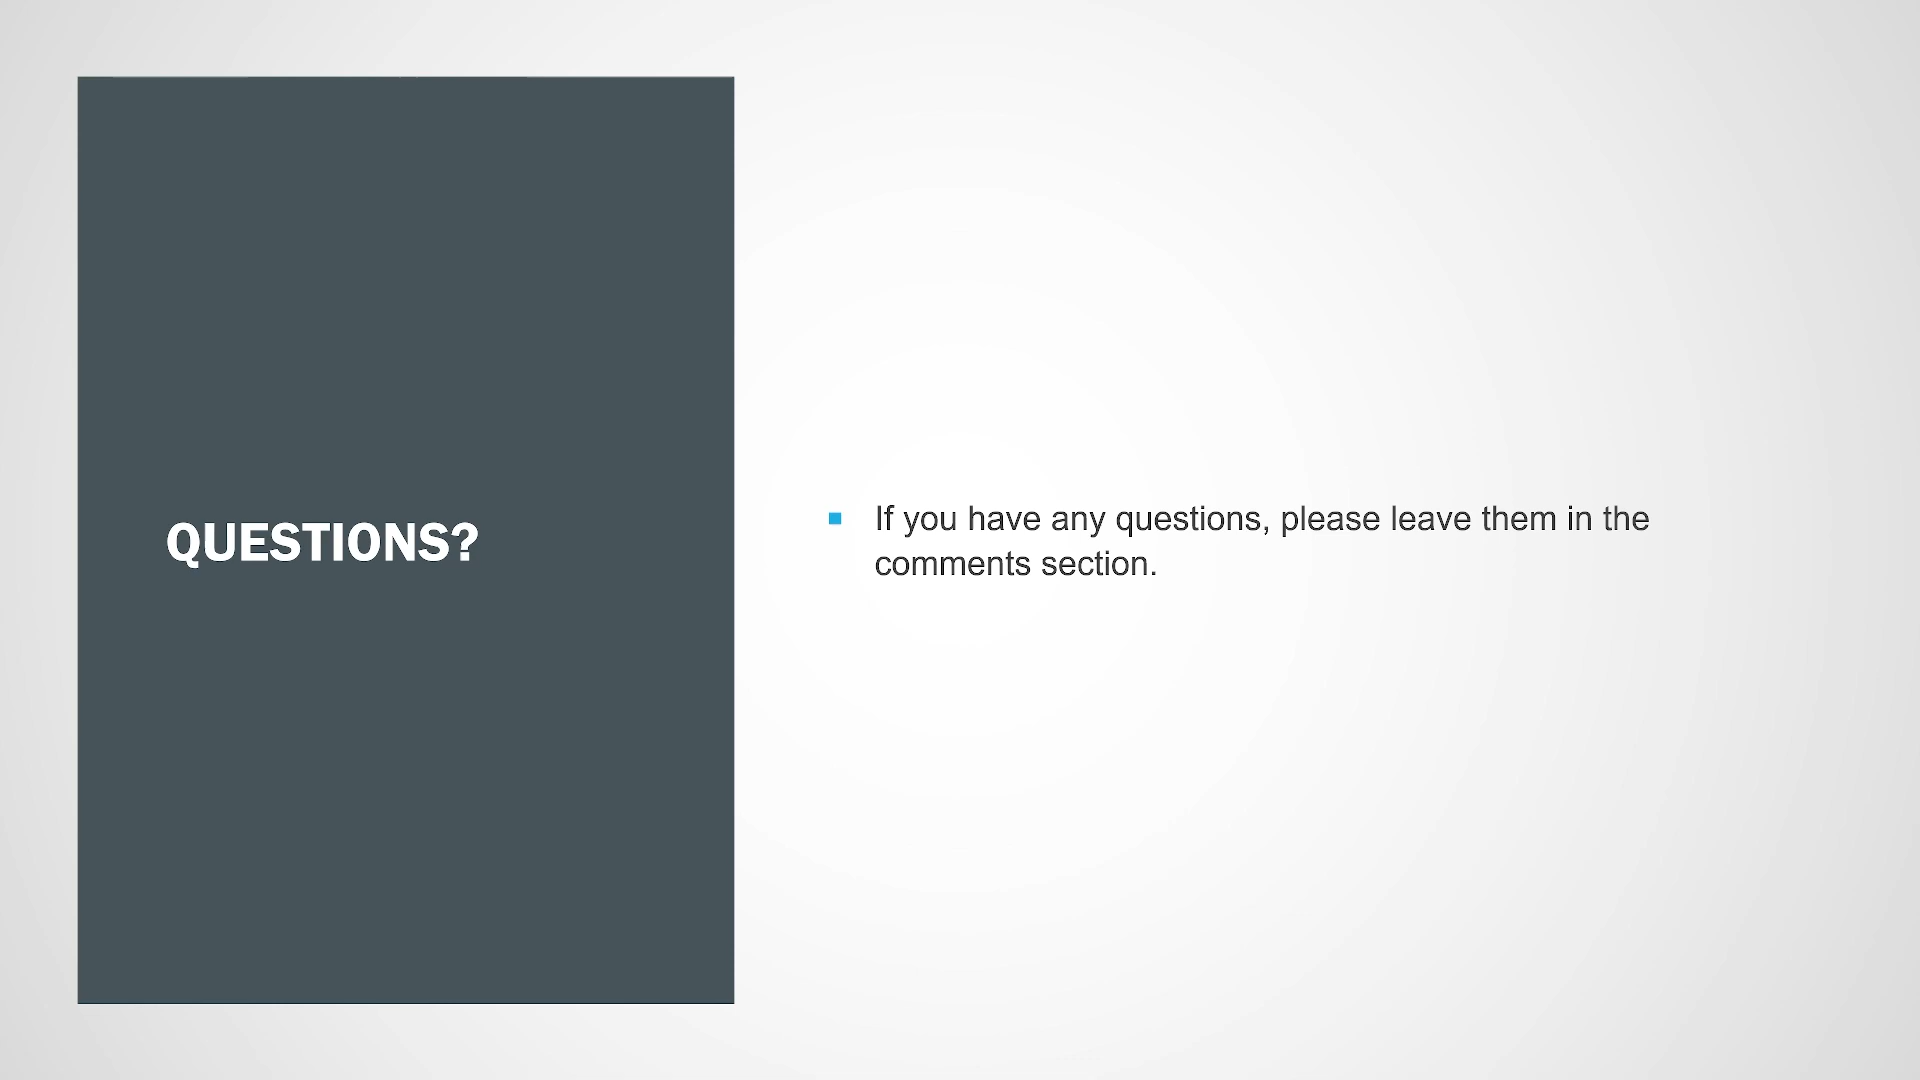 QUESTIONS?
If you have any questions, please leave them in the
comments section.